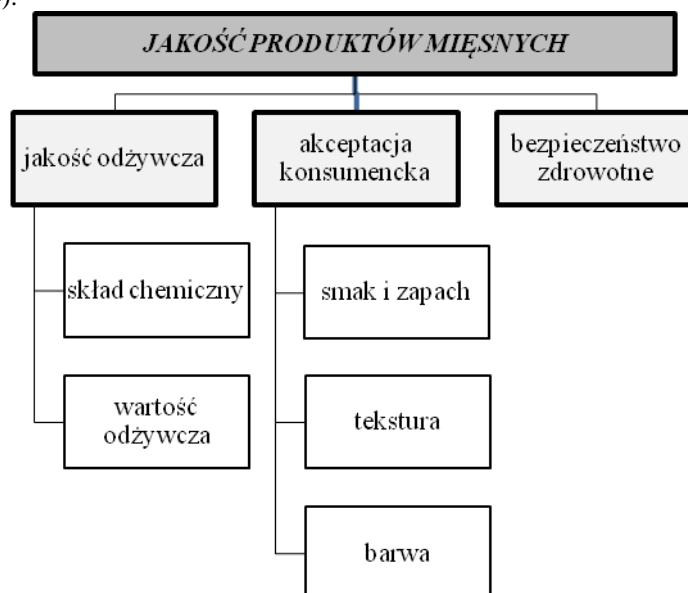 ).
JAKOŚĆ PRODUKTÓW MIĘSNYCH
jakość odżywcza
akceptacja
konsumencka
bezpieczeństwo
zdrowotne
skład chemiczny
smak i zapach
wartość
odżywcza
tekstura
barwa